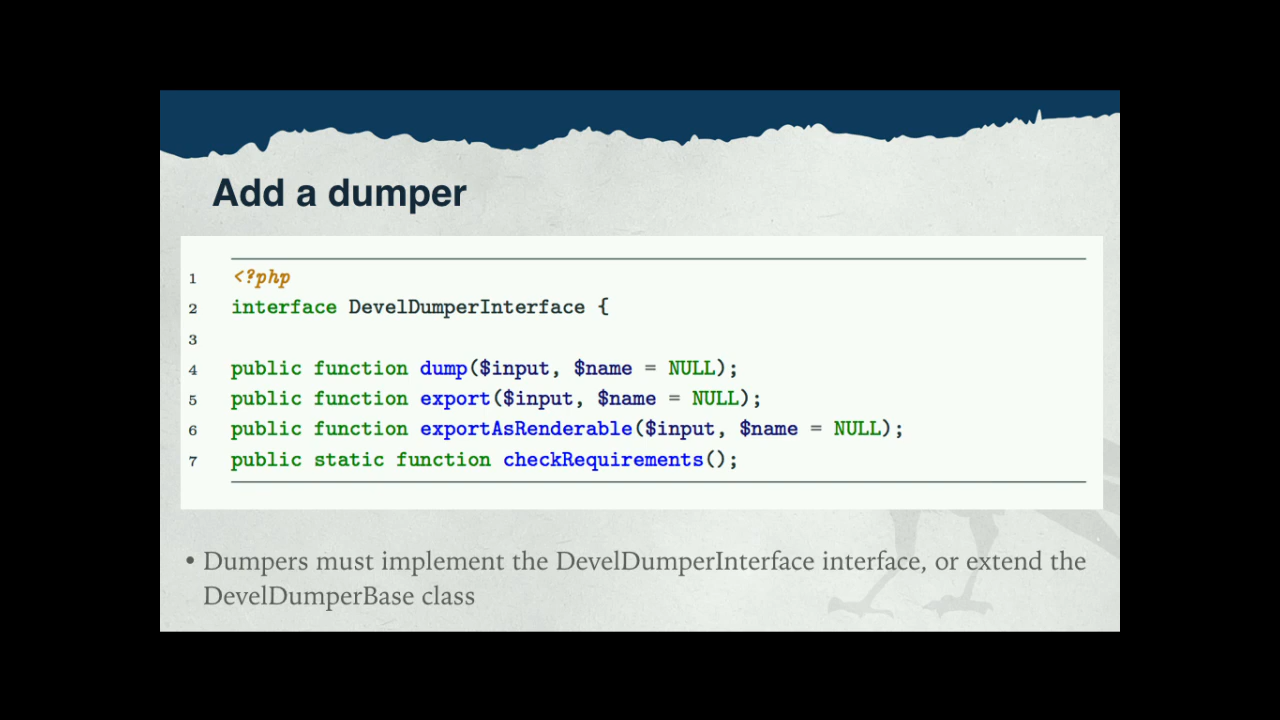 Add a dumper
1 <?php
2 interface DevelDumperInterface {
3
4 public function dump($input, $name = NULL);
5 public function export($input, $name = NULL);
6 public function exportAsRenderable($input, $name = NULL);
7 public static function checkRequirements();
• Dumpers must implement the DevelDumperInterface interface, or extend the
DevelDumperBase class